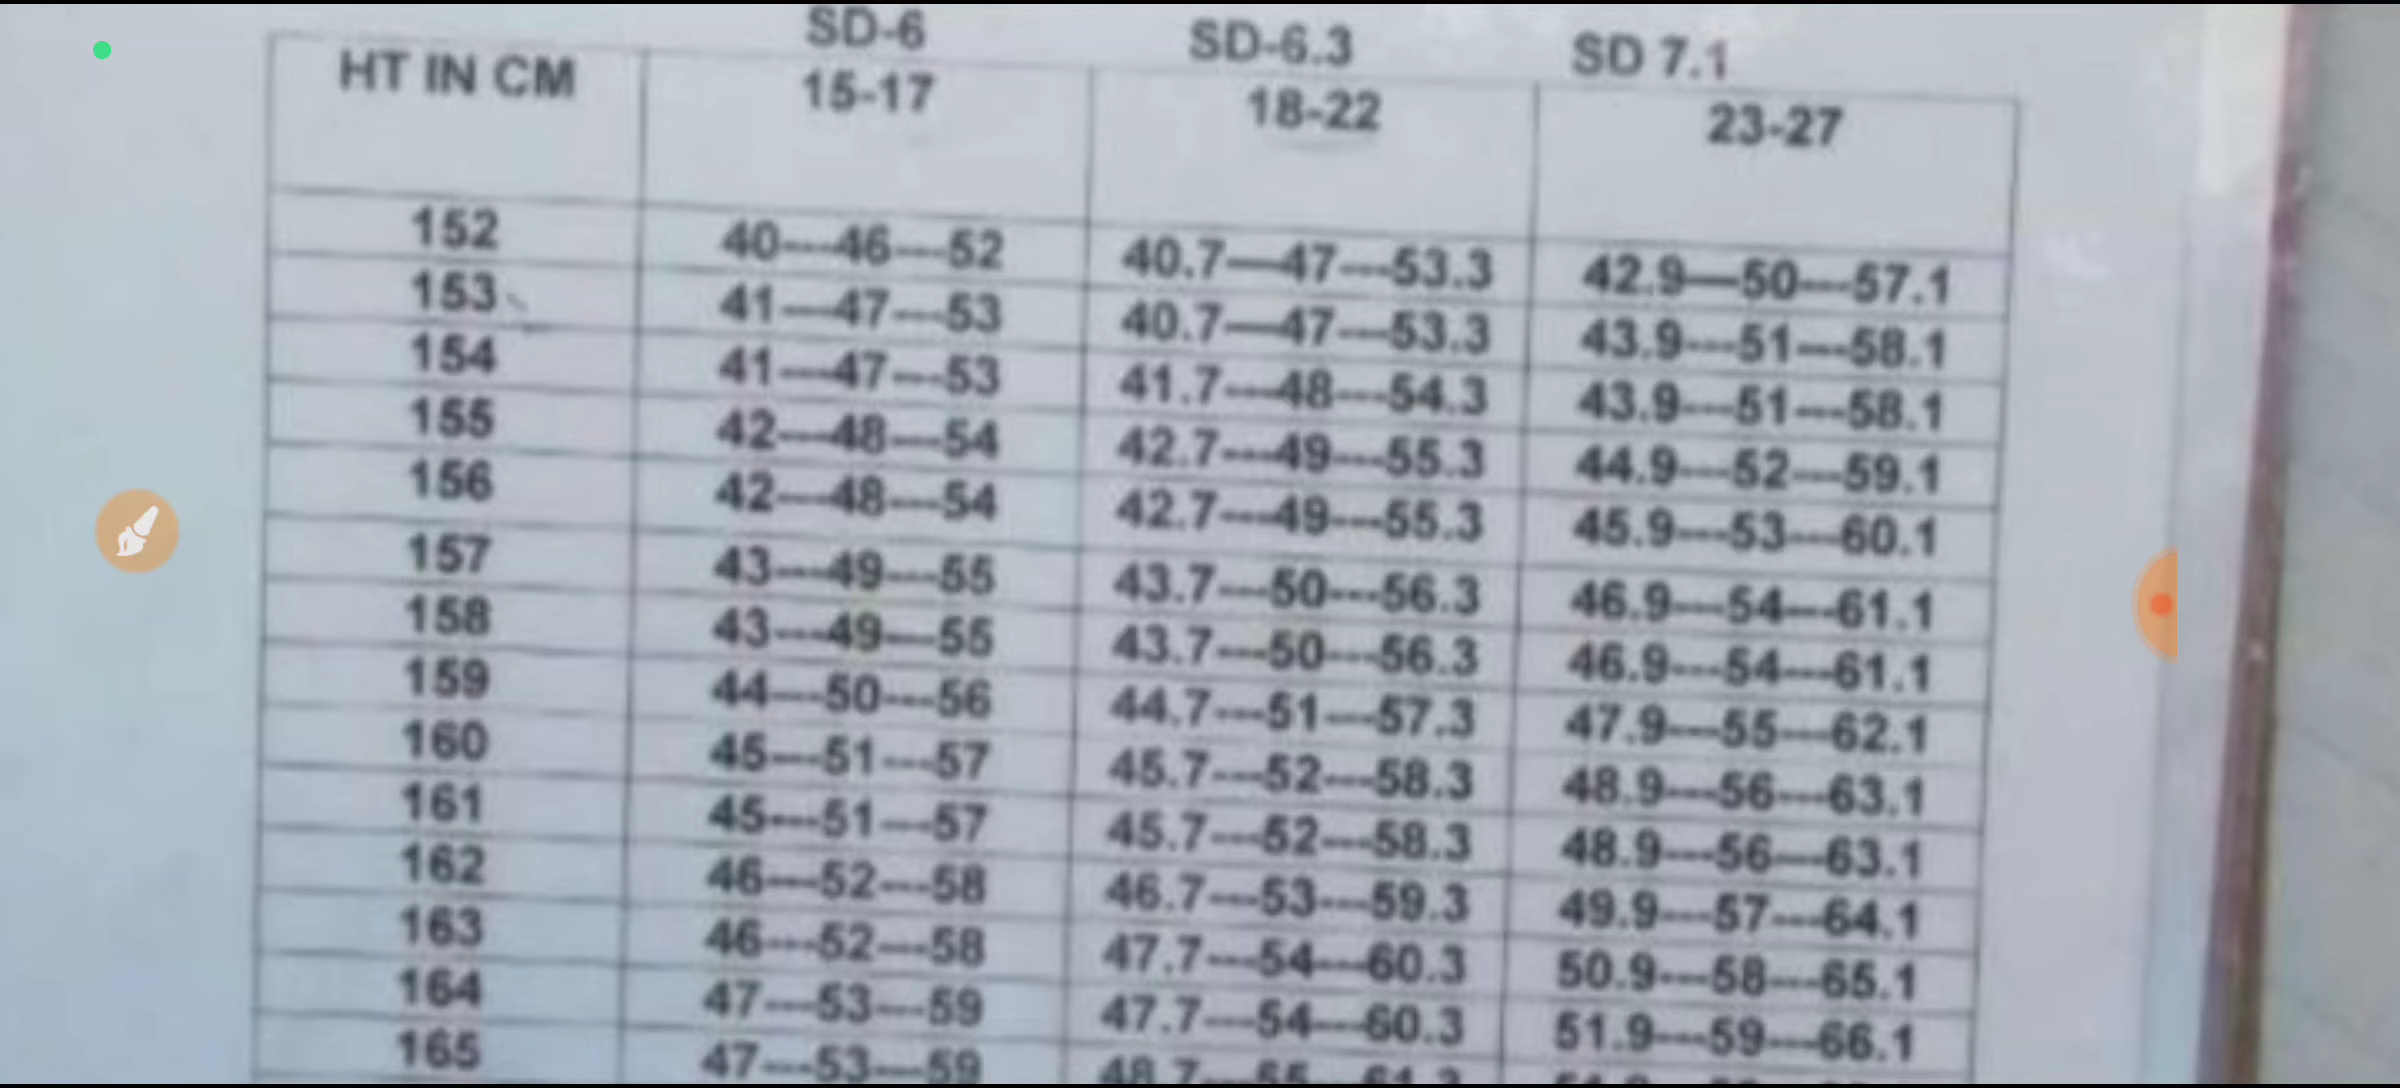 SD-6 SD-6.3 SD 7.1
HT IN CM 15-17 18-22 23-27
152 40---46---52 40.7---47---53.3 42.9---50---57.1
153 41---47---53 40.7---47---53.3 43.9---51---58.1
154 41---47---53 41.7---48---54.3 43.9---51---58.1
155 42---48---54 42.7---49---55.3 44.9---52---59.1
156 42---48---54 42.7---49---55.3 45.9---53---60.1
157 43---49---55 43.7---50---56.3 46.9---54---61.1
158 43---49---55 43.7---50---56.3 46.9---54---61.1
159 44---50---56 44.7---51---57.3 47.9---55---62.1
160 45---51---57 45.7---52---58.3 48.9---56---63.1
161 45---51---57 45.7---52---58.3 48.9---56---63.1
162 46---52---58 46.7---53---59.3 49.9---57---64.1
163 46---52---58 47.7---54---60.3 50.9---58---65.1
164 47---53---59 47.7---54---60.3 51.9---59---66.1
165 47---53---59 48.7---55---61.3